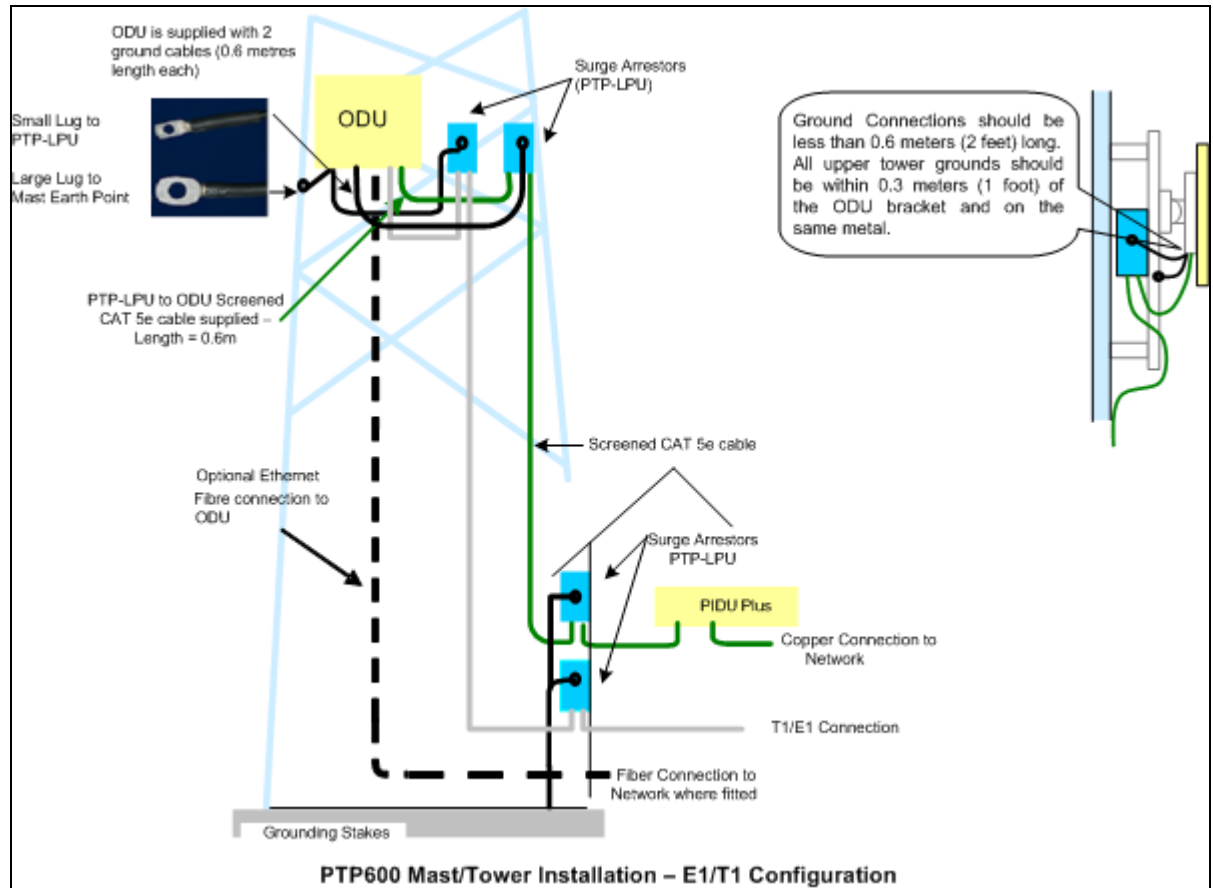 ODU is supplied with 2
ground cables (0.6 metres
length each)
Small Lug to
PTP-LPU
Large Lug to
Mast Earth Point
ODU
Surge Arrestors
(PTP-LPU)
Ground Connections should be
less than 0.6 meters (2 feet) long.
All upper tower grounds should
be within 0.3 meters (1 foot) of
the ODU bracket and on the
same metal.
PTP-LPU to ODU Screened
CAT 5e cable supplied –
Length = 0.6m
Screened CAT 5e cable
Optional Ethernet
Fibre connection to
ODU
Surge Arrestors
PTP-LPU
PIDU Plus
Copper Connection to
Network
T1/E1 Connection
Fiber Connection to
Network where fitted
Grounding Stakes
PTP600 Mast/Tower Installation – E1/T1 Configuration